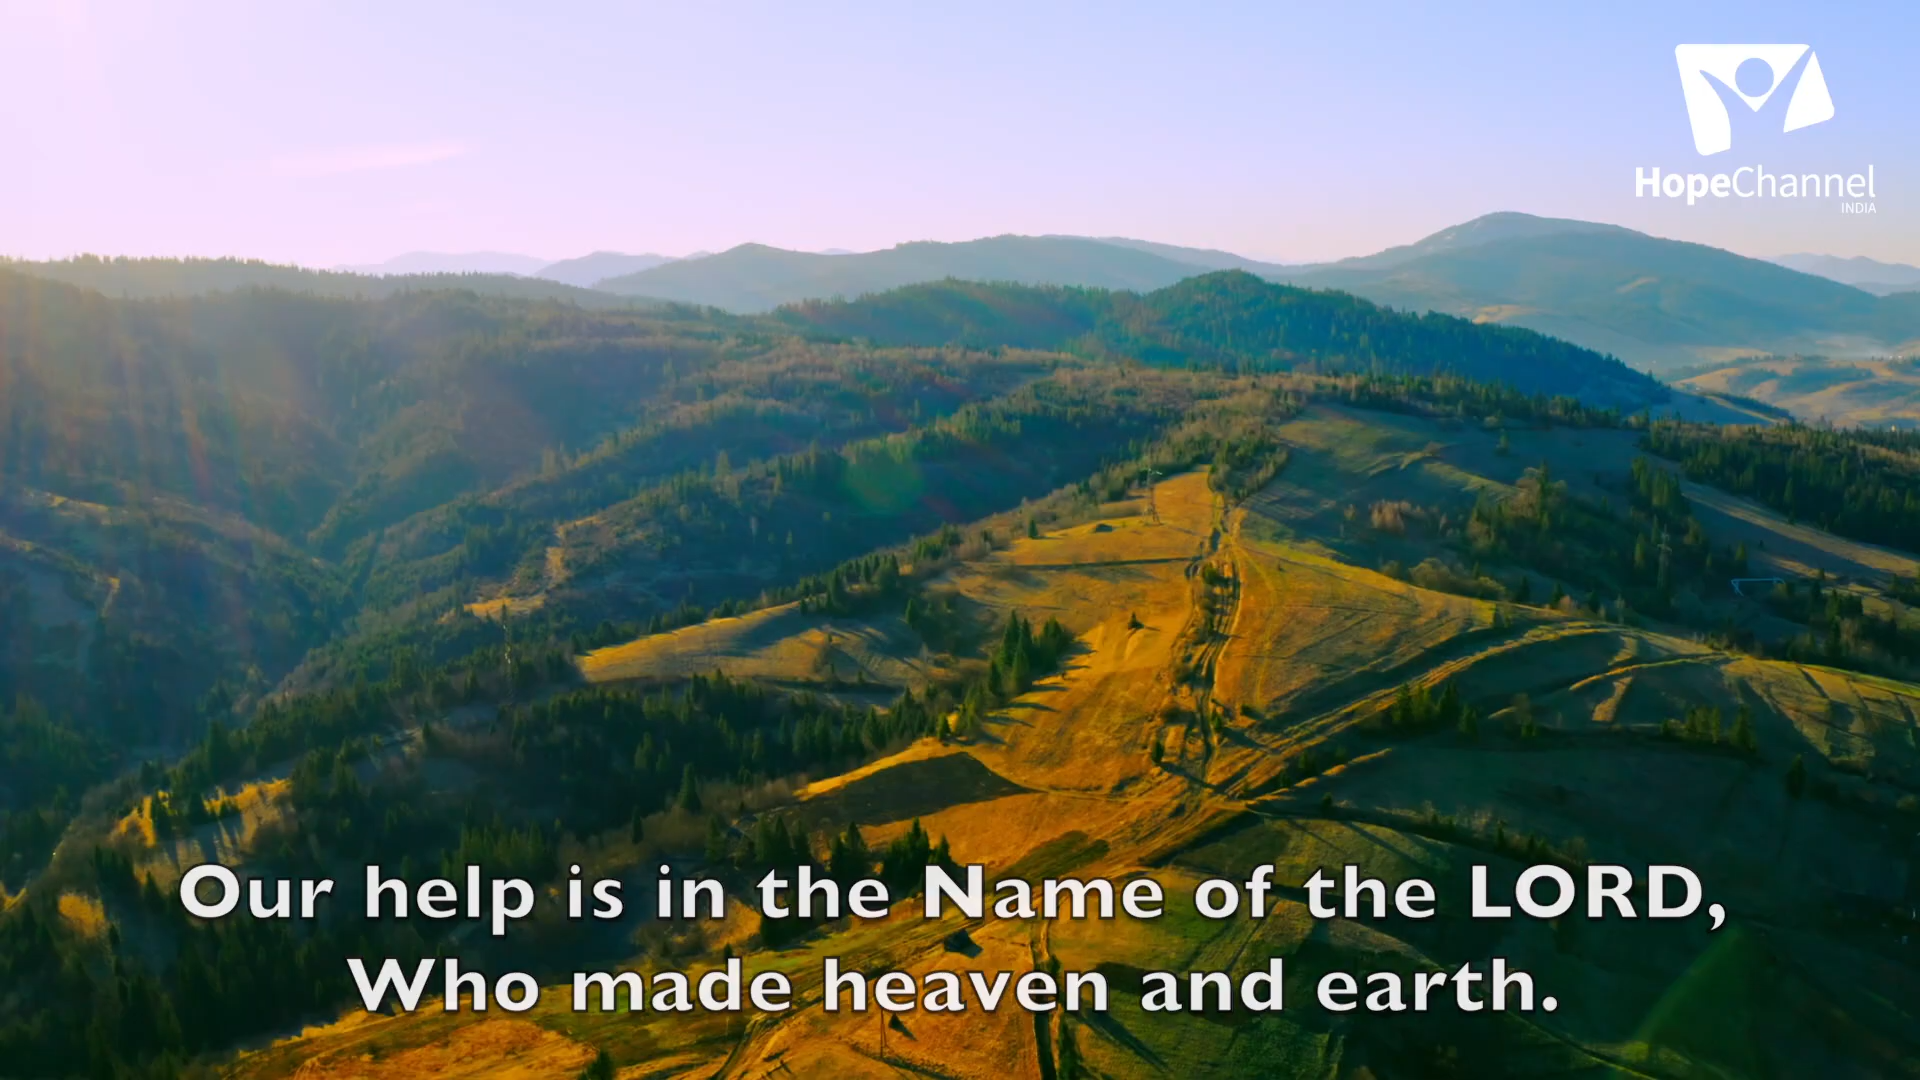 HopeChannel
INDIA
Our help is in the Name of the LORD,
Who made heaven and earth.